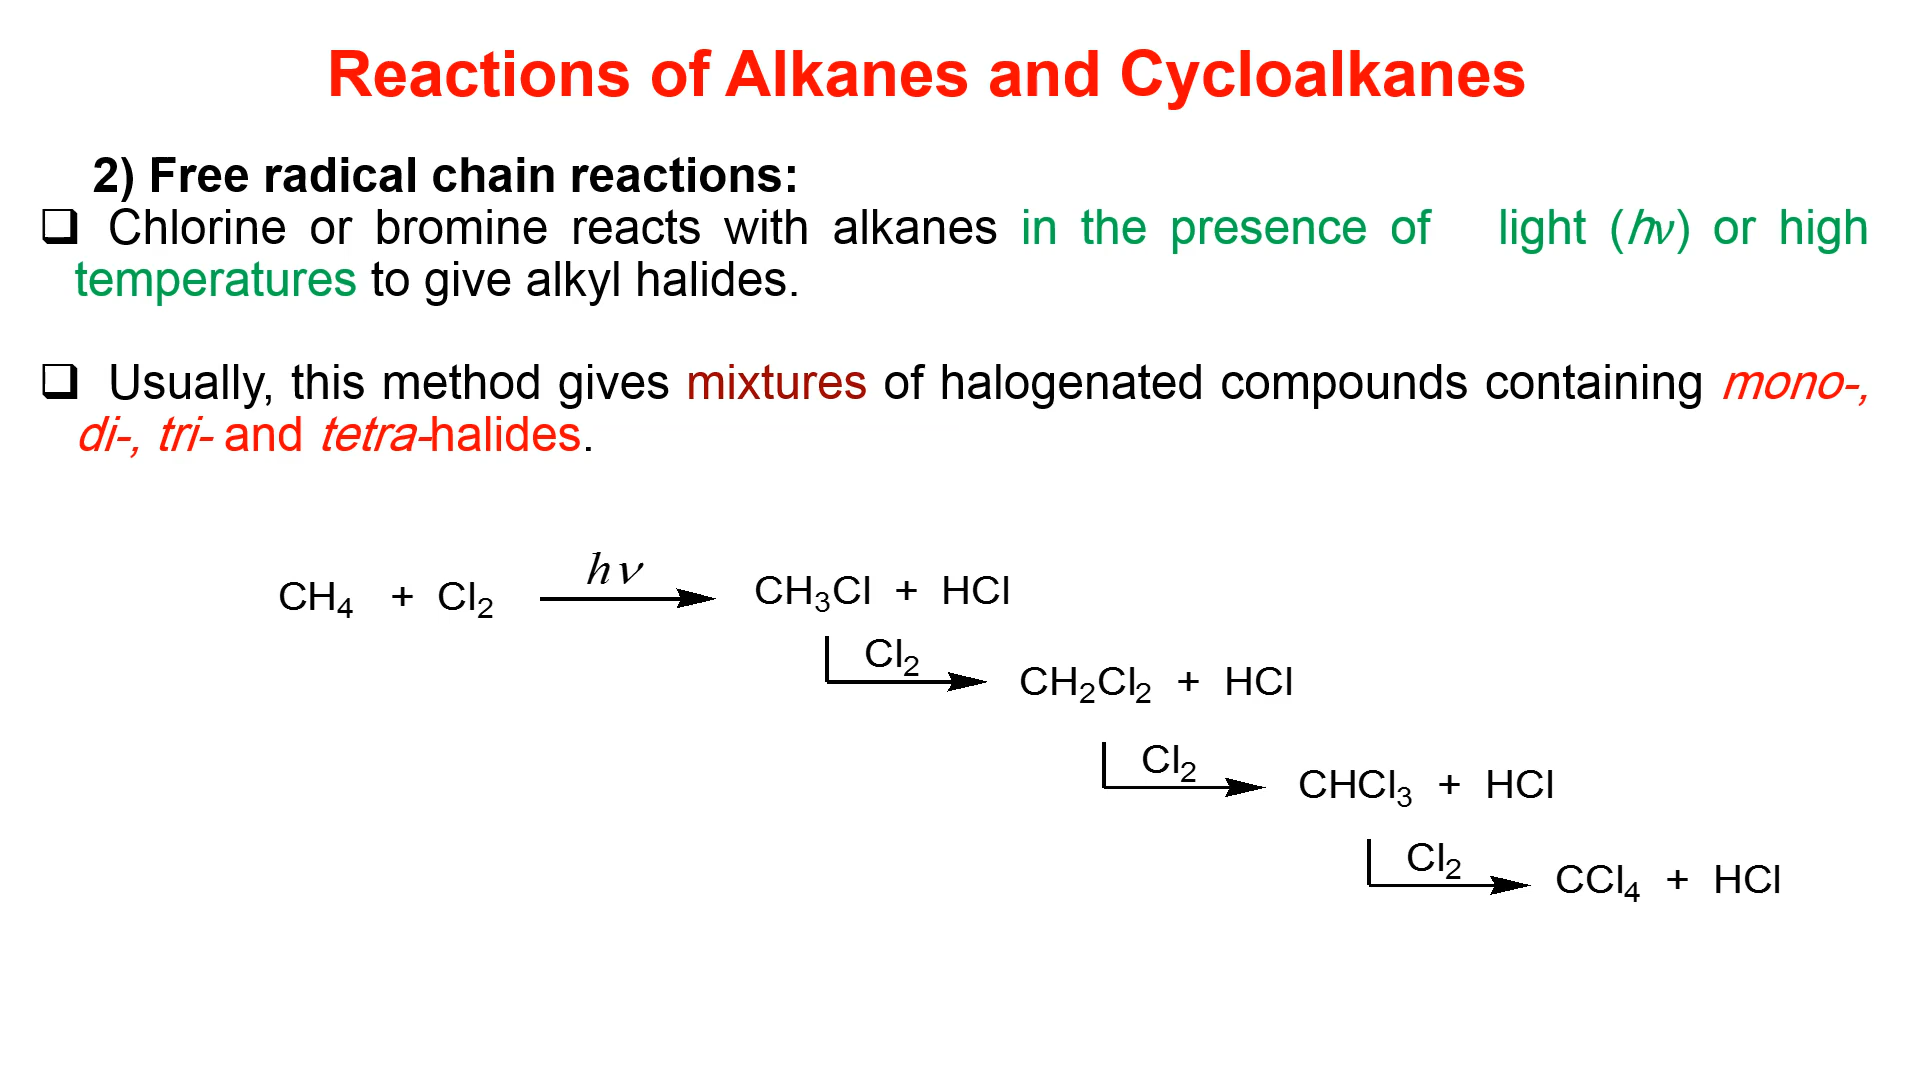 Reactions of Alkanes and Cycloalkanes
2) Free radical chain reactions:
❑ Chlorine or bromine reacts with alkanes in the presence of light (hν) or high
temperatures to give alkyl halides.
❑ Usually, this method gives mixtures of halogenated compounds containing mono-,
di-, tri- and tetra-halides.
CH₄ + Cl₂ hν CH₃Cl + HCl
Cl₂ CH₂Cl₂ + HCl
Cl₂ CHCl₃ + HCl
Cl₂ CCl₄ + HCl